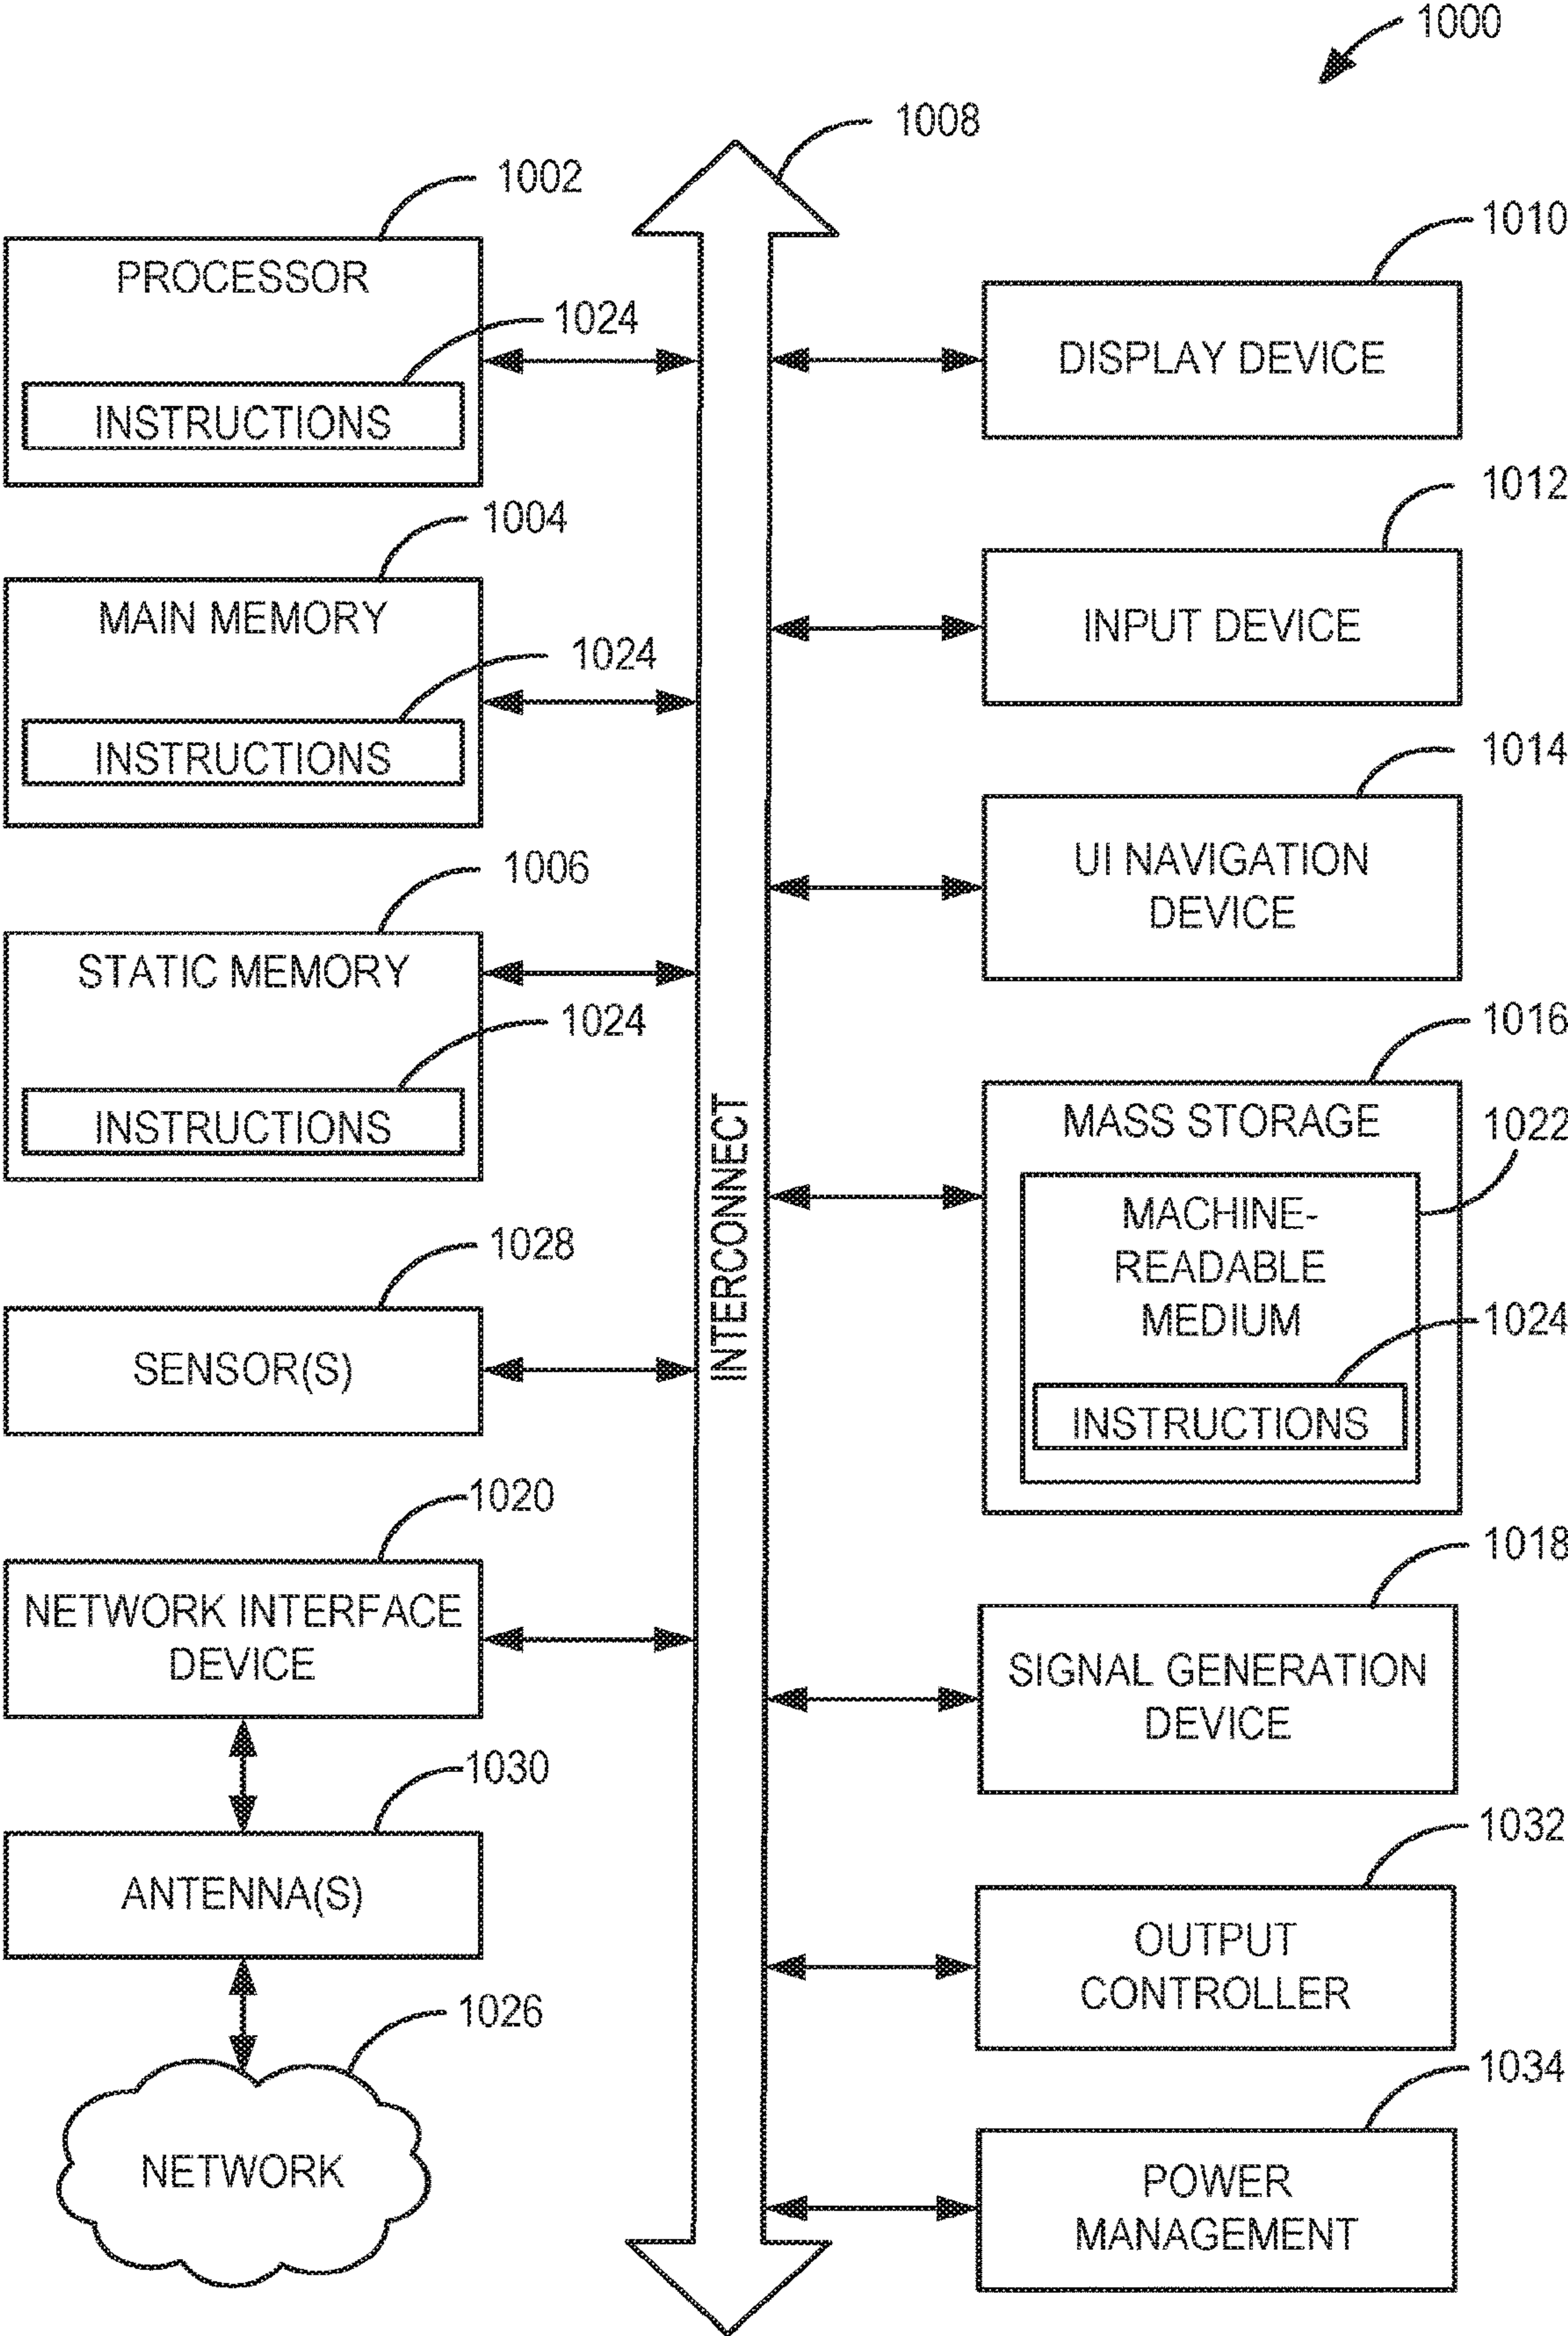 1000
1008
1002
PROCESSOR
1024
INSTRUCTIONS
1004
MAIN MEMORY
1024
INSTRUCTIONS
1006
STATIC MEMORY
1024
INSTRUCTIONS
1028
SENSOR(S)
1020
NETWORK INTERFACE
DEVICE
1030
ANTENNA(S)
1026
NETWORK
INTERCONNECT
1010
DISPLAY DEVICE
1012
INPUT DEVICE
1014
UI NAVIGATION
DEVICE
1016
MASS STORAGE
1022
MACHINE-
READABLE
MEDIUM
1024
INSTRUCTIONS
1018
SIGNAL GENERATION
DEVICE
1032
OUTPUT
CONTROLLER
1034
POWER
MANAGEMENT